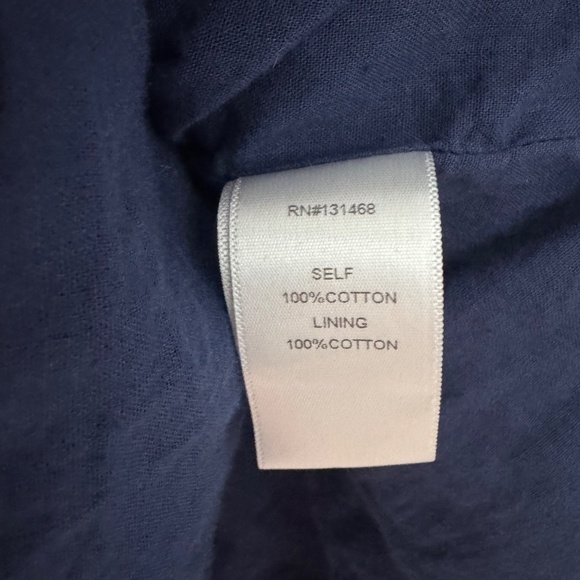 RN#131468
SELF
100%COTTON
LINING
100%COTTON